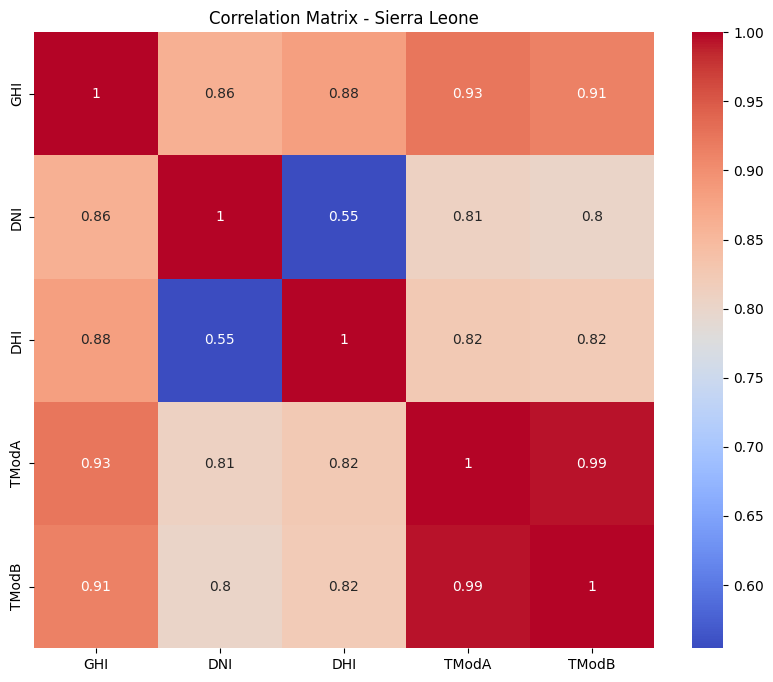 Correlation Matrix - Sierra Leone
GHI 1 0.86 0.88 0.93 0.91
DNI 0.86 1 0.55 0.81 0.8
DHI 0.88 0.55 1 0.82 0.82
TModA 0.93 0.81 0.82 1 0.99
TModB 0.91 0.8 0.82 0.99 1
GHI DNI DHI TModA TModB
1.00
0.95
0.90
0.85
0.80
0.75
0.70
0.65
0.60